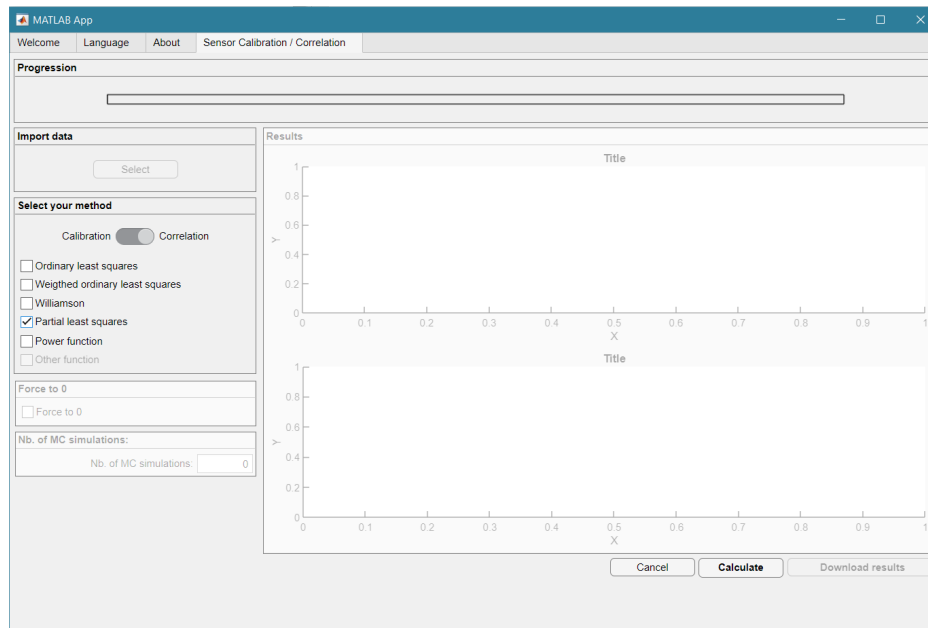 MATLAB App
Welcome Language About Sensor Calibration / Correlation
Progression
Import data
Select
Select your method
Calibration Correlation
Ordinary least squares
Weigthed ordinary least squares
Williamson
Partial least squares
Power function
Other function
Force to 0
Force to 0
Nb. of MC simulations:
Nb. of MC simulations: 0
Results
Title
1
0.8
0.6
Y
0.4
0.2
0
0 0.1 0.2 0.3 0.4 0.5 0.6 0.7 0.8 0.9 1
X
Title
1
0.8
0.6
Y
0.4
0.2
0
0 0.1 0.2 0.3 0.4 0.5 0.6 0.7 0.8 0.9 1
X
Cancel Calculate Download results